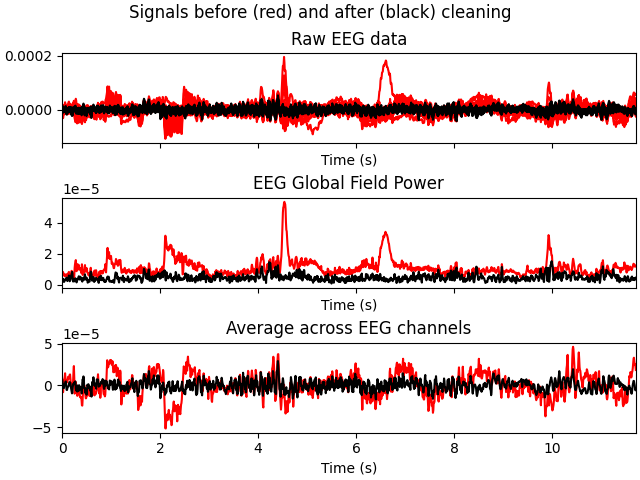 Signals before (red) and after (black) cleaning
Raw EEG data
0.0002
0.0000
Time (s)
EEG Global Field Power
1e−5
4
2
0
Time (s)
Average across EEG channels
1e−5
5
0
−5
0 2 4 6 8 10
Time (s)